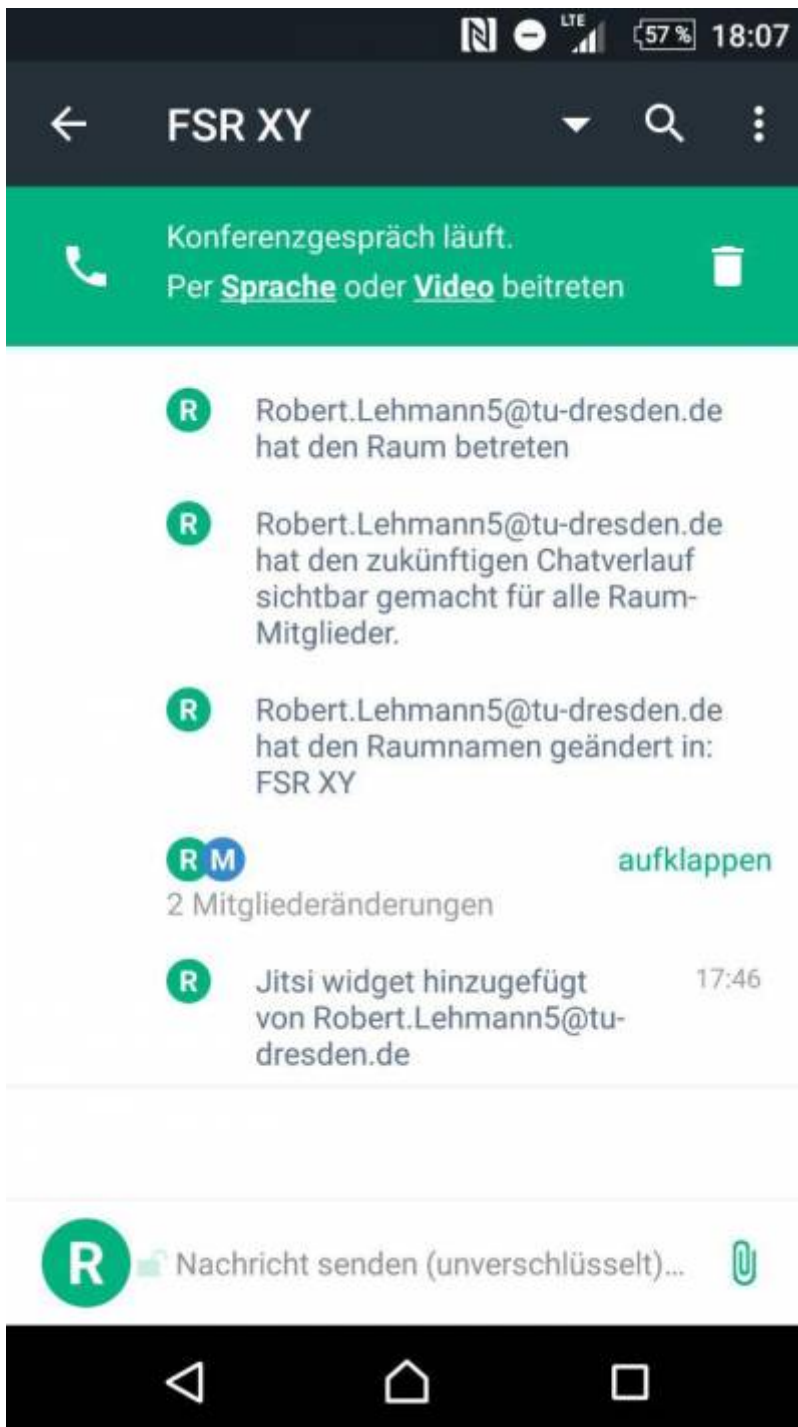 LTE 57 % 18:07
FSR XY
Konferenzgespräch läuft.
Per Sprache oder Video beitreten
R Robert.Lehmann5@tu-dresden.de
hat den Raum betreten
R Robert.Lehmann5@tu-dresden.de
hat den zukünftigen Chatverlauf
sichtbar gemacht für alle Raum-
Mitglieder.
R Robert.Lehmann5@tu-dresden.de
hat den Raumnamen geändert in:
FSR XY
R M aufklappen
2 Mitgliederänderungen
R Jitsi widget hinzugefügt 17:46
von Robert.Lehmann5@tu-
dresden.de
R Nachricht senden (unverschlüsselt)...